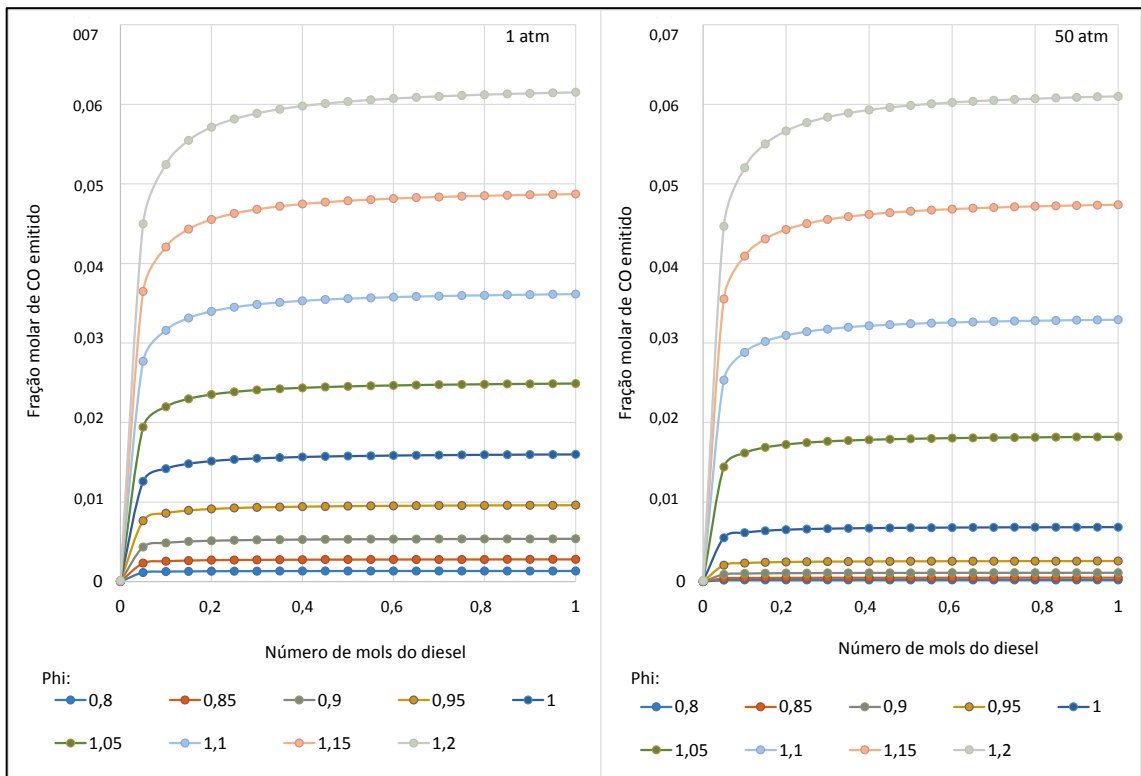 007
1 atm
0,06
0,05
0,04
0,03
0,02
0,01
0
Fração molar de CO emitido
0 0,2 0,4 0,6 0,8 1
Número de mols do diesel
Phi:
0,8 0,85 0,9 0,95 1
1,05 1,1 1,15 1,2
0,07
50 atm
0,06
0,05
0,04
0,03
0,02
0,01
0
Fração molar de CO emitido
0 0,2 0,4 0,6 0,8 1
Número de mols do diesel
Phi:
0,8 0,85 0,9 0,95 1
1,05 1,1 1,15 1,2